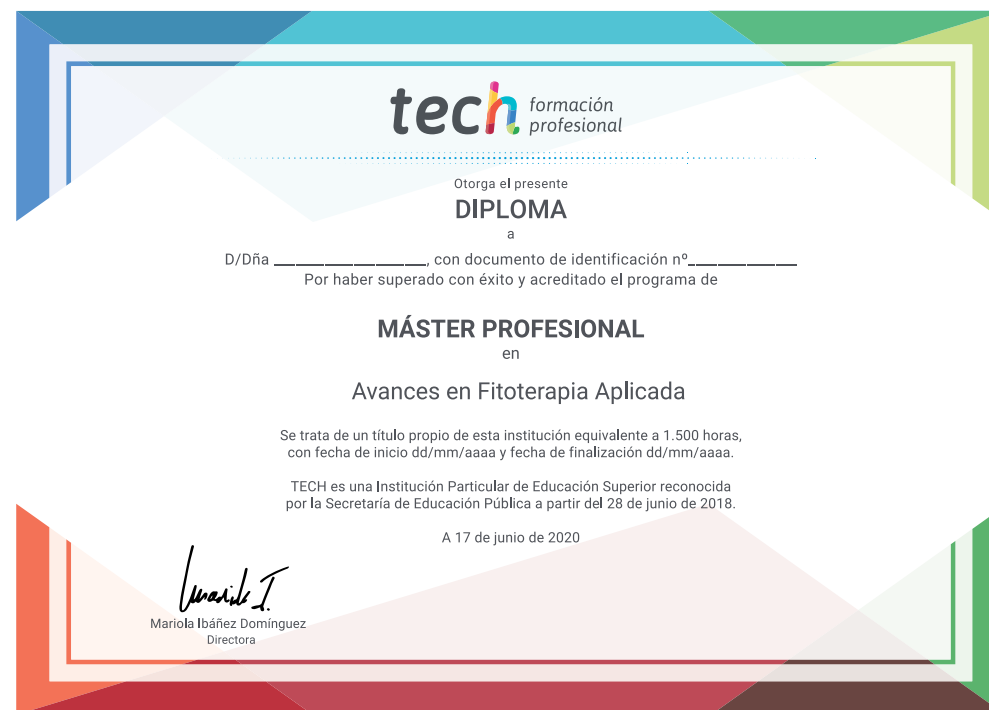 tech formación
profesional
Otorga el presente
DIPLOMA
a
D/Dña ______________, con documento de identificación nº__________
Por haber superado con éxito y acreditado el programa de
MÁSTER PROFESIONAL
en
Avances en Fitoterapia Aplicada
Se trata de un título propio de esta institución equivalente a 1.500 horas,
con fecha de inicio dd/mm/aaaa y fecha de finalización dd/mm/aaaa.
TECH es una Institución Particular de Educación Superior reconocida
por la Secretaría de Educación Pública a partir del 28 de junio de 2018.
A 17 de junio de 2020
Mariola I.
Mariola Ibáñez Domínguez
Directora